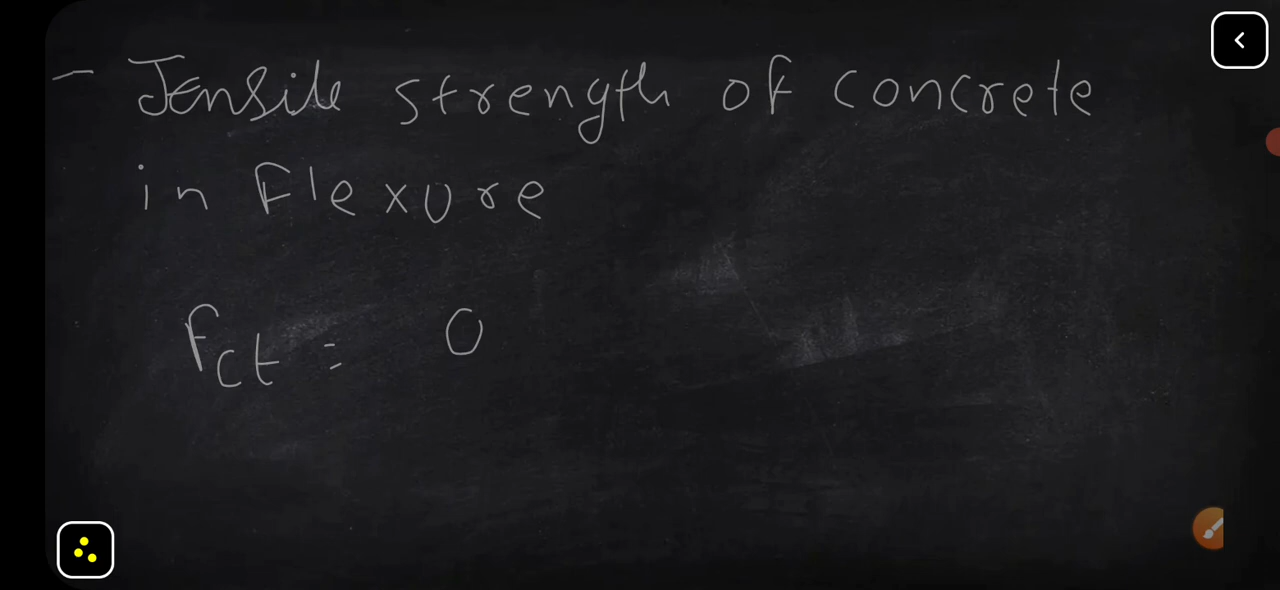 - Tensile strength of concrete
in flexure
fct = 0